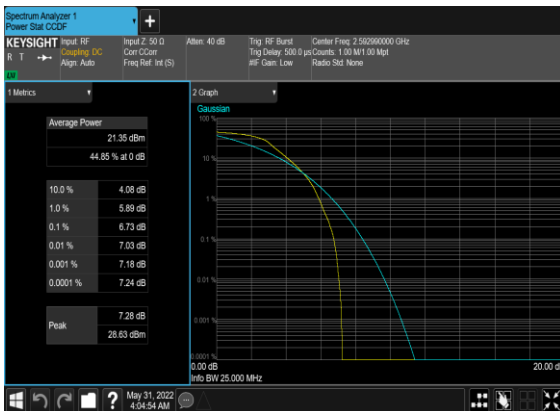 Spectrum Analyzer 1
Power Stat CCDF
+
KEYSIGHT
R T
LV
Input: RF
Coupling: DC
Align: Auto
Input Z: 50 Ω
Corr CCorr
Freq Ref: Int (S)
Atten: 40 dB
Trig: RF Burst
Trig Delay: 500.0 µs
#IF Gain: Low
Center Freq: 2.592990000 GHz
Counts: 1.00 M/1.00 Mpt
Radio Std: None
1 Metrics
Average Power
21.35 dBm
44.85 % at 0 dB
10.0 % 4.08 dB
1.0 % 5.89 dB
0.1 % 6.73 dB
0.01 % 7.03 dB
0.001 % 7.18 dB
0.0001 % 7.24 dB
Peak
7.28 dB
28.63 dBm
2 Graph
Gaussian
100 %
10 %
1 %
0.1 %
0.01 %
0.001 %
0.0001 %
0.00 dB
20.00 d
Info BW 25.000 MHz
?
May 31, 2022
4:04:54 AM